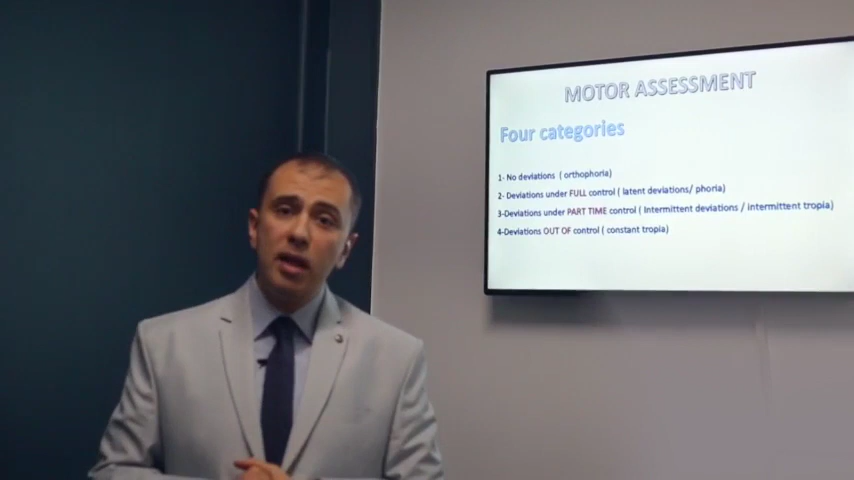 MOTOR ASSESSMENT
Four categories
1- No deviations ( orthophoria)
2- Deviations under FULL control ( latent deviations/ phoria)
3-Deviations under PART TIME control ( Intermittent deviations / intermittent tropia)
4-Deviations OUT OF control ( constant tropia)